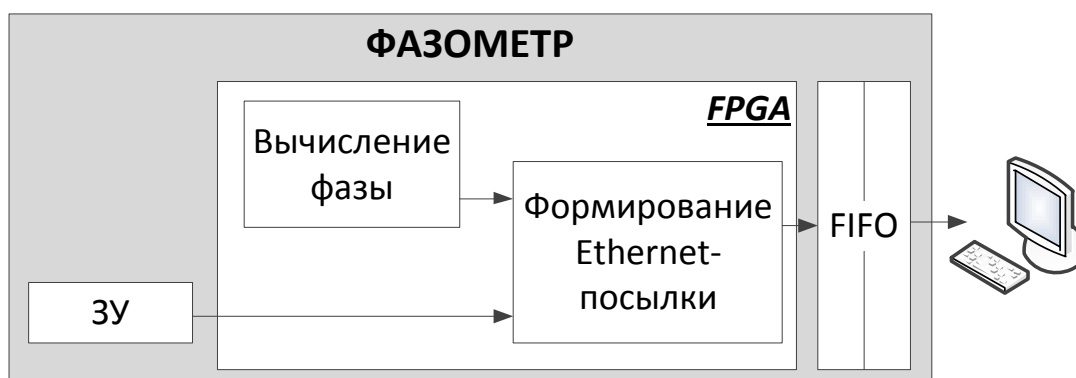 ФАЗОМЕТР
FPGA
Вычисление
фазы
Формирование
Ethernet-
посылки
FIFO
ЗУ